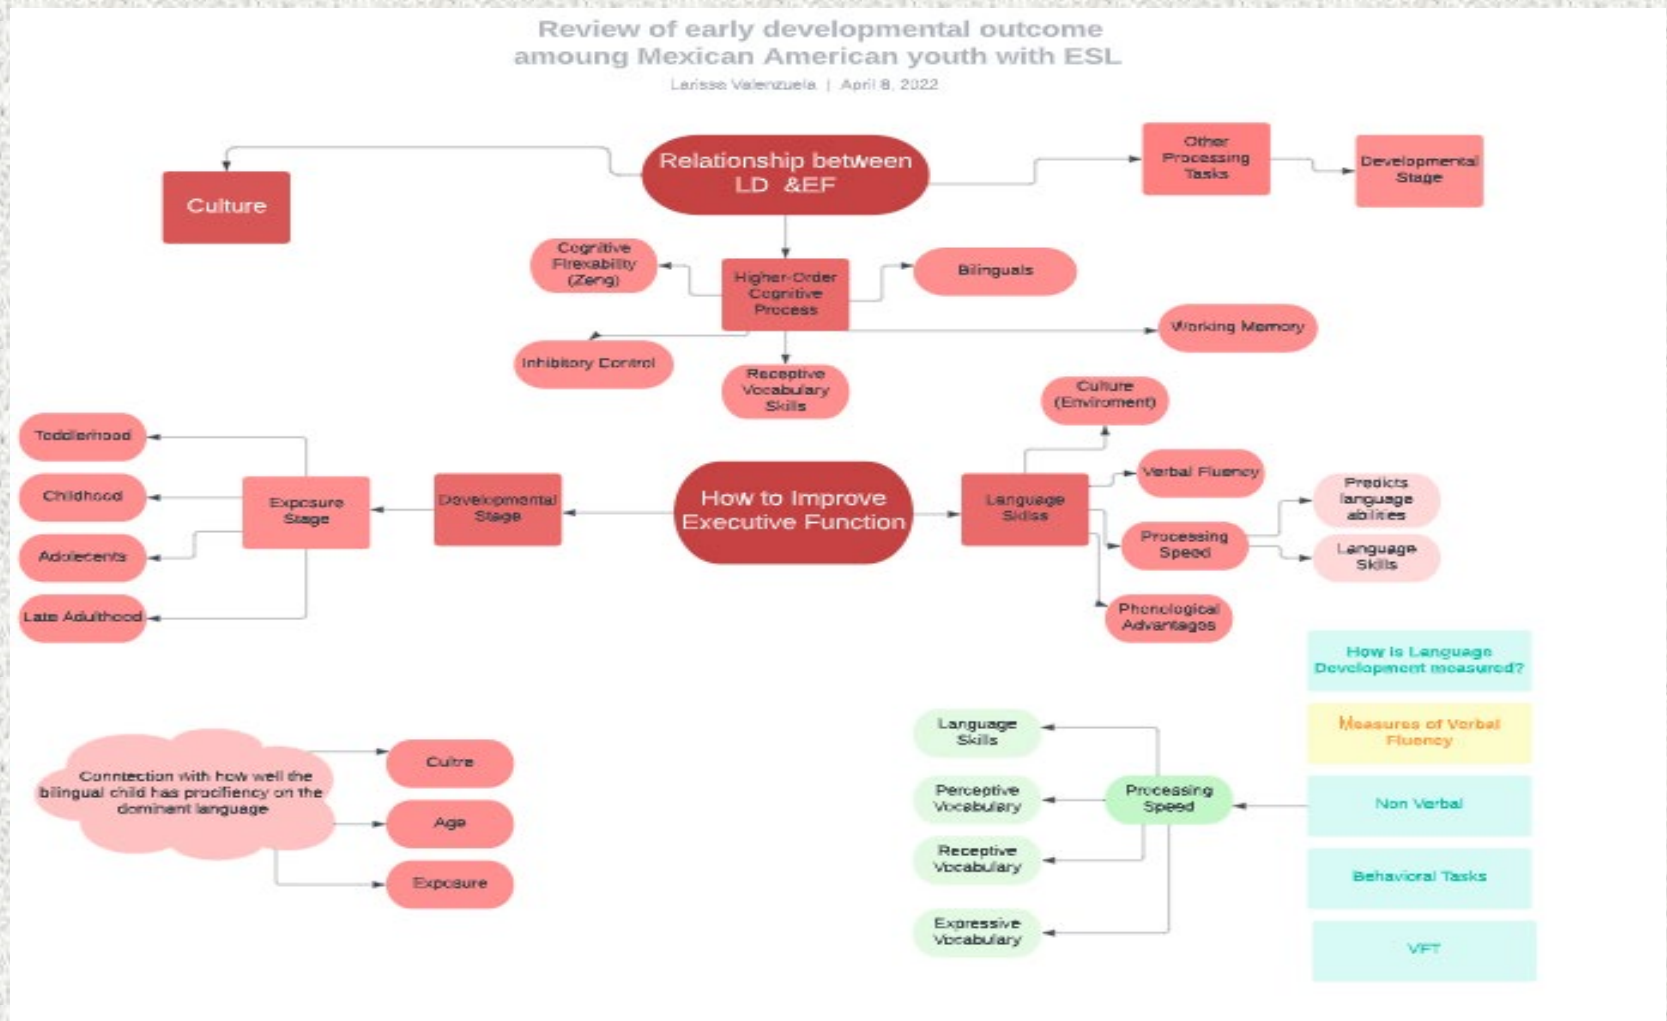 Review of early developmental outcome
amoung Mexican American youth with ESL
Larissa Valenzuela | April 8, 2022
Relationship between
LD &EF
Culture
Other
Processing
Tasks
Developmental
Stage
Cognitive
Flrexability
(Zeng)
Higher-Order
Cognitive
Process
Bilinguals
Working Memory
Inhibitory Control
Receptive
Vocabulary
Skills
Culture
(Enviroment)
Toddlerhood
Childhood
Adolecents
Late Adulthood
Exposure
Stage
Developmental
Stage
How to Improve
Executive Function
Language
Skliss
Verbal Fluency
Processing
Speed
Phonological
Advantages
Predicts
language
abilities
Language
Skills
How is Language
Development measured?
Measures of Verbal
Fluency
Non Verbal
Behavioral Tasks
VFT
Processing
Speed
Language
Skills
Perceptive
Vocabulary
Receptive
Vocabulary
Expressive
Vocabulary
Conntection with how well the
bilingual child has procifiency on the
dominant language
Cultre
Age
Exposure